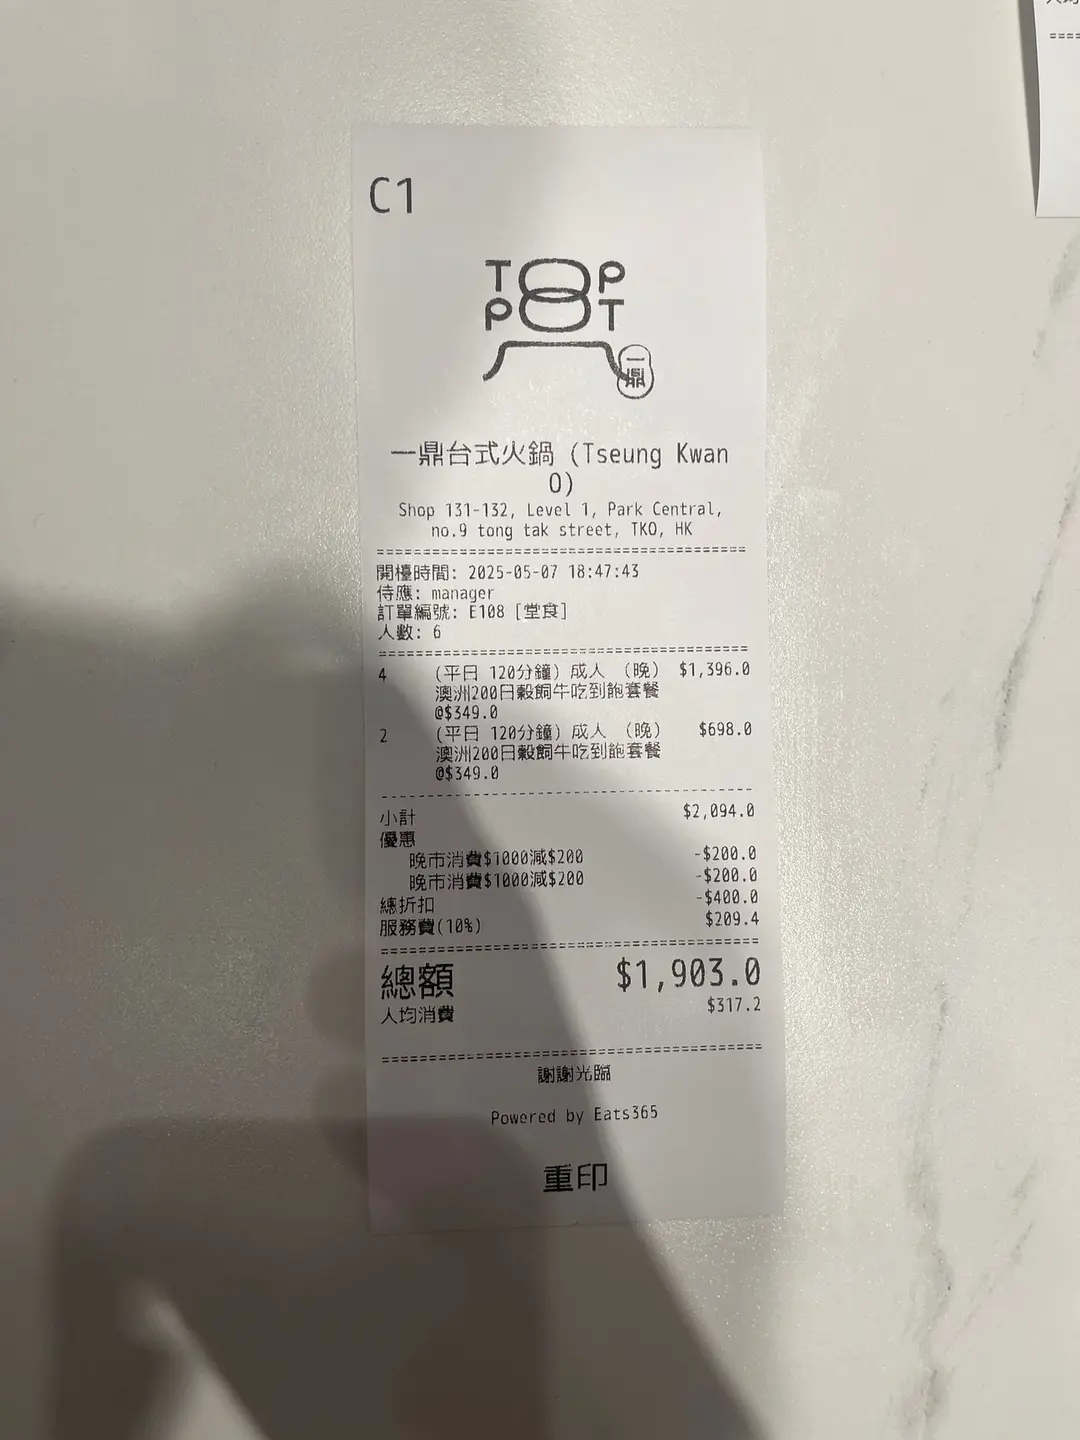 C1
TOP
POT
一鼎
一鼎台式火鍋 (Tseung Kwan
O)
Shop 131-132, Level 1, Park Central,
no.9 tong tak street, TKO, HK
開檯時間: 2025-05-07 18:47:43
侍應: manager
訂單編號: E108 [堂食]
人數: 6
4 (平日 120分鐘) 成人 (晚) $1,396.0
澳洲200日穀飼牛吃到飽套餐
@$349.0
2 (平日 120分鐘) 成人 (晚) $698.0
澳洲200日穀飼牛吃到飽套餐
@$349.0
小計 $2,094.0
優惠
晚市消費$1000減$200 -$200.0
晚市消費$1000減$200 -$200.0
總折扣 -$400.0
服務費(10%) $209.4
總額 $1,903.0
人均消費 $317.2
謝謝光臨
Powered by Eats365
重印